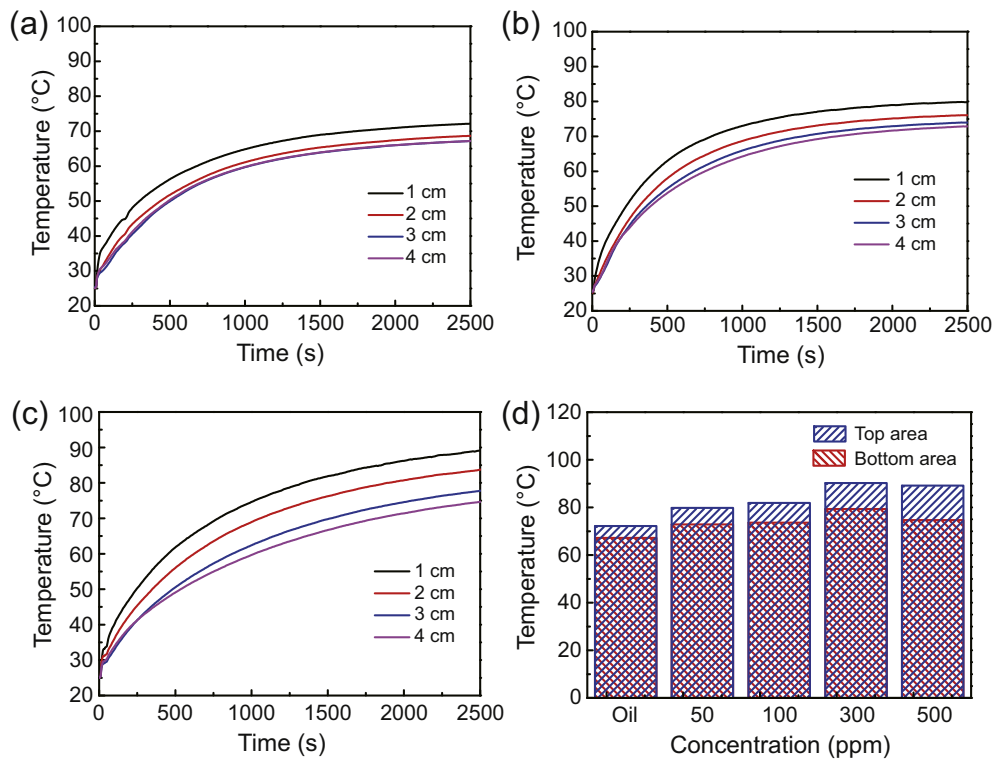 (a)
Temperature (°C)
100
90
80
70
60
50
40
30
20
1 cm
2 cm
3 cm
4 cm
0 500 1000 1500 2000 2500
Time (s)
(b)
Temperature (°C)
100
90
80
70
60
50
40
30
20
1 cm
2 cm
3 cm
4 cm
0 500 1000 1500 2000 2500
Time (s)
(c)
Temperature (°C)
100
90
80
70
60
50
40
30
20
1 cm
2 cm
3 cm
4 cm
0 500 1000 1500 2000 2500
Time (s)
(d)
Temperature (°C)
120
100
80
60
40
20
0
Top area
Bottom area
Oil 50 100 300 500
Concentration (ppm)